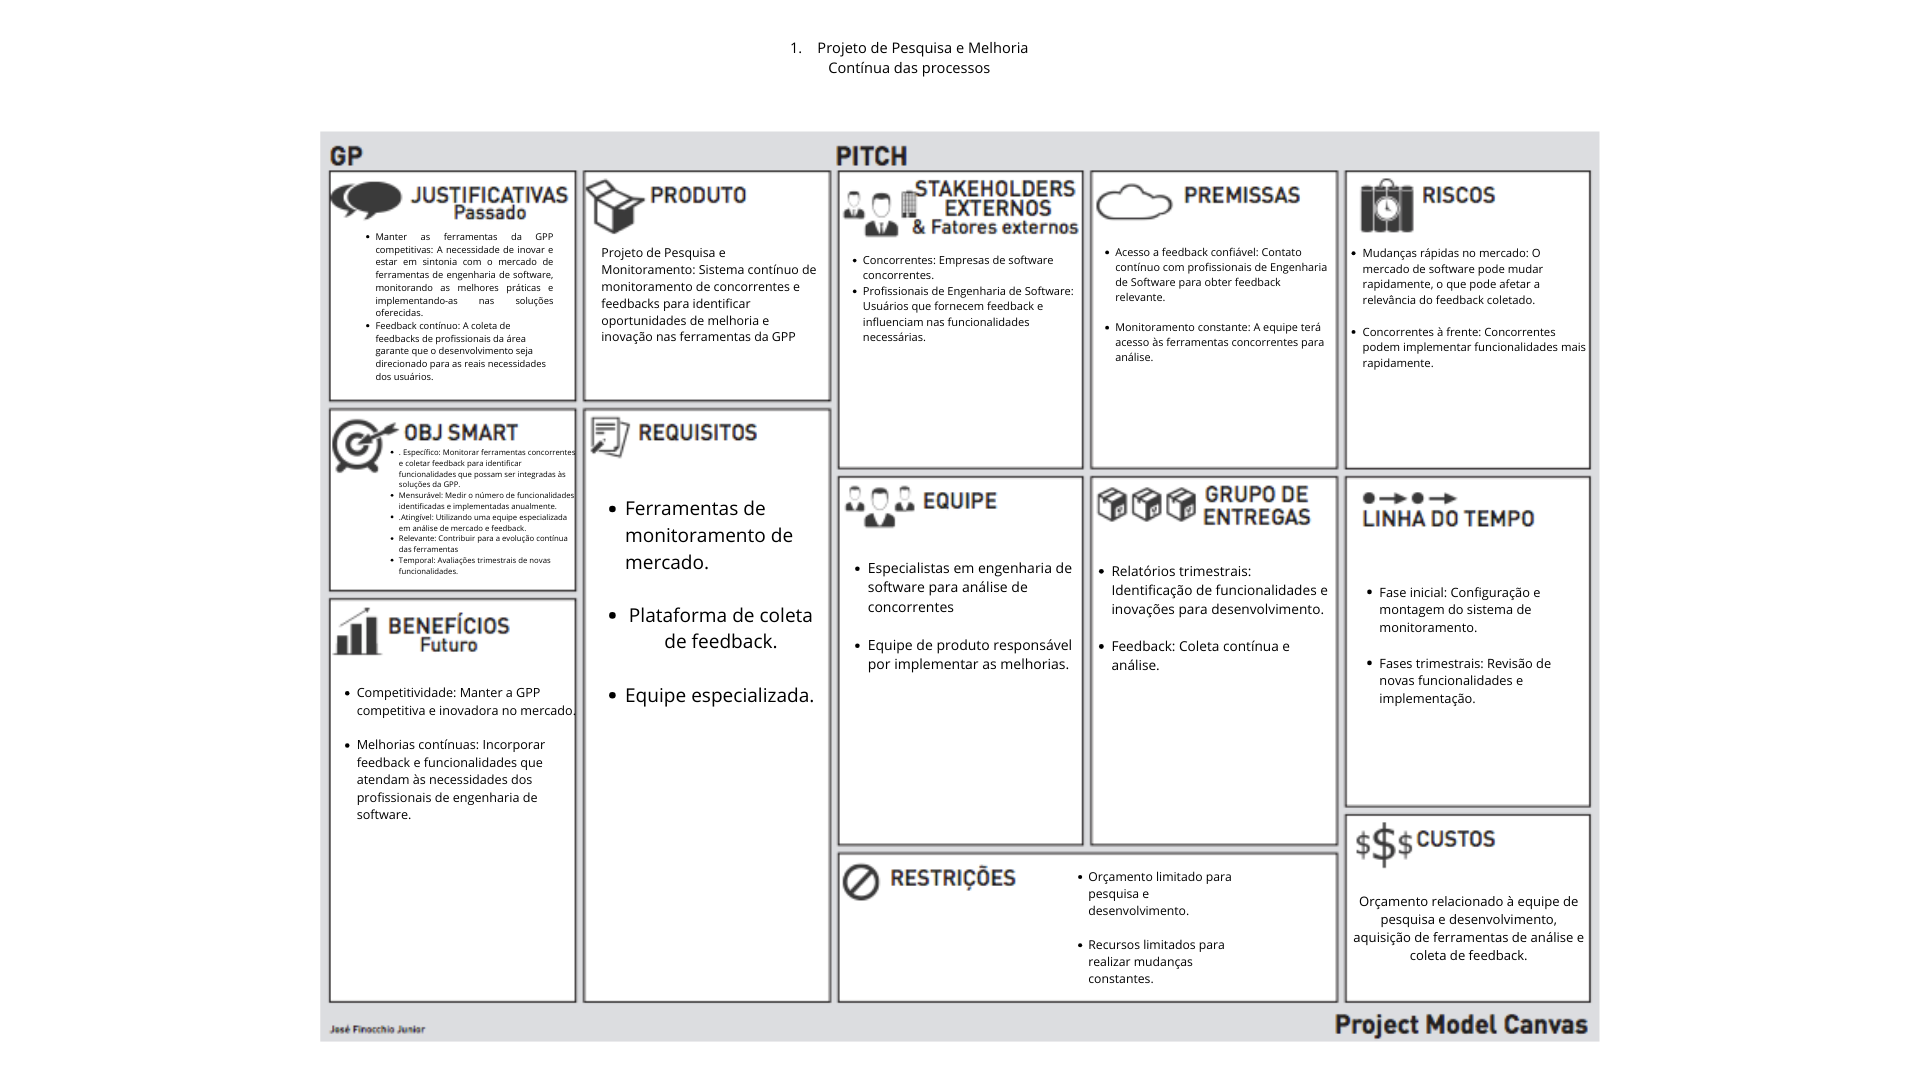 1. Projeto de Pesquisa e Melhoria
Contínua das processos
GP
PITCH
JUSTIFICATIVAS
Passado
• Manter as ferramentas da GPP
competitivas: A necessidade de inovar e
estar em sintonia com o mercado de
ferramentas de engenharia de software,
monitorando as melhores práticas e
implementando-as nas soluções
oferecidas.
• Feedback contínuo: A coleta de
feedbacks de profissionais da área
garante que o desenvolvimento seja
direcionado para as reais necessidades
dos usuários.
PRODUTO
Projeto de Pesquisa e
Monitoramento: Sistema contínuo de
monitoramento de concorrentes e
feedbacks para identificar
oportunidades de melhoria e
inovação nas ferramentas da GPP
STAKEHOLDERS
EXTERNOS
& Fatores externos
• Concorrentes: Empresas de software
concorrentes.
• Profissionais de Engenharia de Software:
Usuários que fornecem feedback e
influenciam nas funcionalidades
necessárias.
PREMISSAS
• Acesso a feedback confiável: Contato
contínuo com profissionais de Engenharia
de Software para obter feedback
relevante.
• Monitoramento constante: A equipe terá
acesso às ferramentas concorrentes para
análise.
RISCOS
• Mudanças rápidas no mercado: O
mercado de software pode mudar
rapidamente, o que pode afetar a
relevância do feedback coletado.
• Concorrentes à frente: Concorrentes
podem implementar funcionalidades mais
rapidamente.
OBJ SMART
• . Específico: Monitorar ferramentas concorrentes
e coletar feedback para identificar
funcionalidades que possam ser integradas às
soluções da GPP.
• Mensurável: Medir o número de funcionalidades
identificadas e implementadas anualmente.
• .Atingível: Utilizando uma equipe especializada
em análise de mercado e feedback.
• Relevante: Contribuir para a evolução contínua
das ferramentas
• Temporal: Avaliações trimestrais de novas
funcionalidades.
REQUISITOS
• Ferramentas de
monitoramento de
mercado.
• Plataforma de coleta
de feedback.
• Equipe especializada.
BENEFÍCIOS
Futuro
• Competitividade: Manter a GPP
competitiva e inovadora no mercado.
• Melhorias contínuas: Incorporar
feedback e funcionalidades que
atendam às necessidades dos
profissionais de engenharia de
software.
EQUIPE
• Especialistas em engenharia de
software para análise de
concorrentes
• Equipe de produto responsável
por implementar as melhorias.
GRUPO DE
ENTREGAS
• Relatórios trimestrais:
Identificação de funcionalidades e
inovações para desenvolvimento.
• Feedback: Coleta contínua e
análise.
LINHA DO TEMPO
• Fase inicial: Configuração e
montagem do sistema de
monitoramento.
• Fases trimestrais: Revisão de
novas funcionalidades e
implementação.
RESTRIÇÕES
• Orçamento limitado para
pesquisa e
desenvolvimento.
• Recursos limitados para
realizar mudanças
constantes.
$$$ CUSTOS
Orçamento relacionado à equipe de
pesquisa e desenvolvimento,
aquisição de ferramentas de análise e
coleta de feedback.
José Finocchio Junior
Project Model Canvas